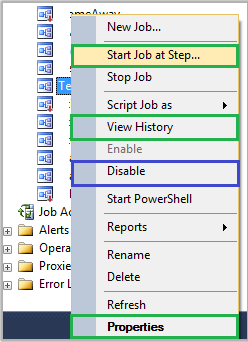 New Job...
Start Job at Step...
Stop Job
Script Job as
View History
Enable
Disable
Start PowerShell
Reports
Rename
Delete
Refresh
Properties
Te
Job Ac
Alerts
Opera
Proxie
Error L